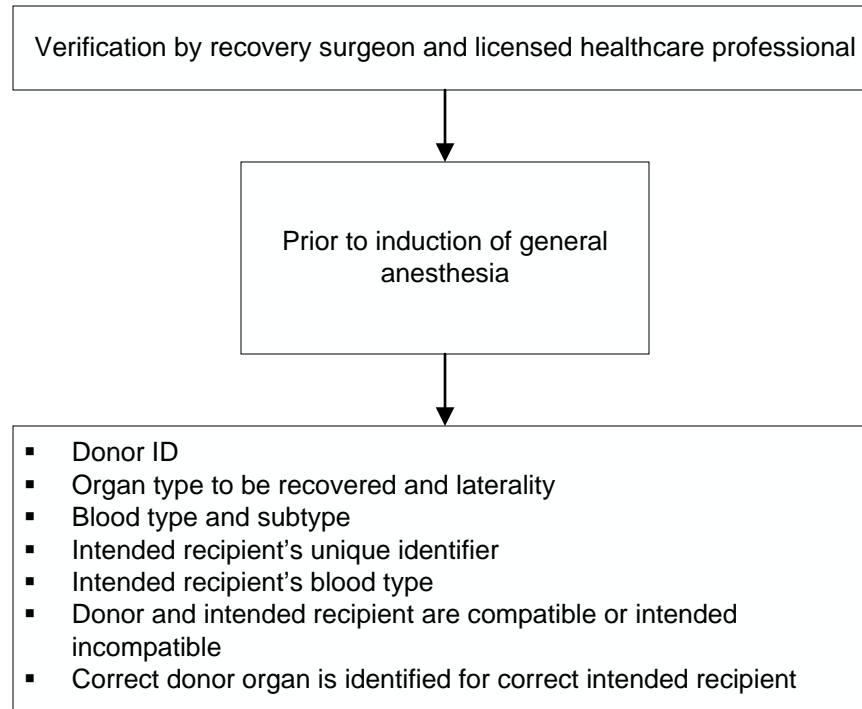 Verification by recovery surgeon and licensed healthcare professional
Prior to induction of general
anesthesia
▪ Donor ID
▪ Organ type to be recovered and laterality
▪ Blood type and subtype
▪ Intended recipient’s unique identifier
▪ Intended recipient’s blood type
▪ Donor and intended recipient are compatible or intended
incompatible
▪ Correct donor organ is identified for correct intended recipient